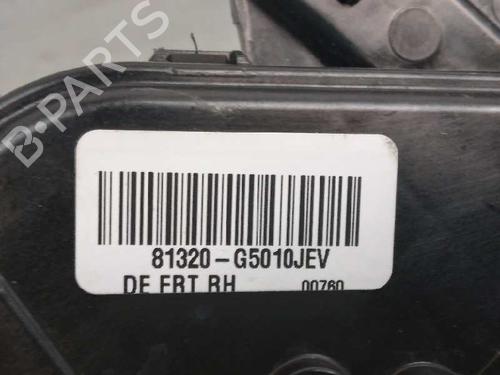 B-PARTS
81320-G5010JEV
DE FRT RH 00760